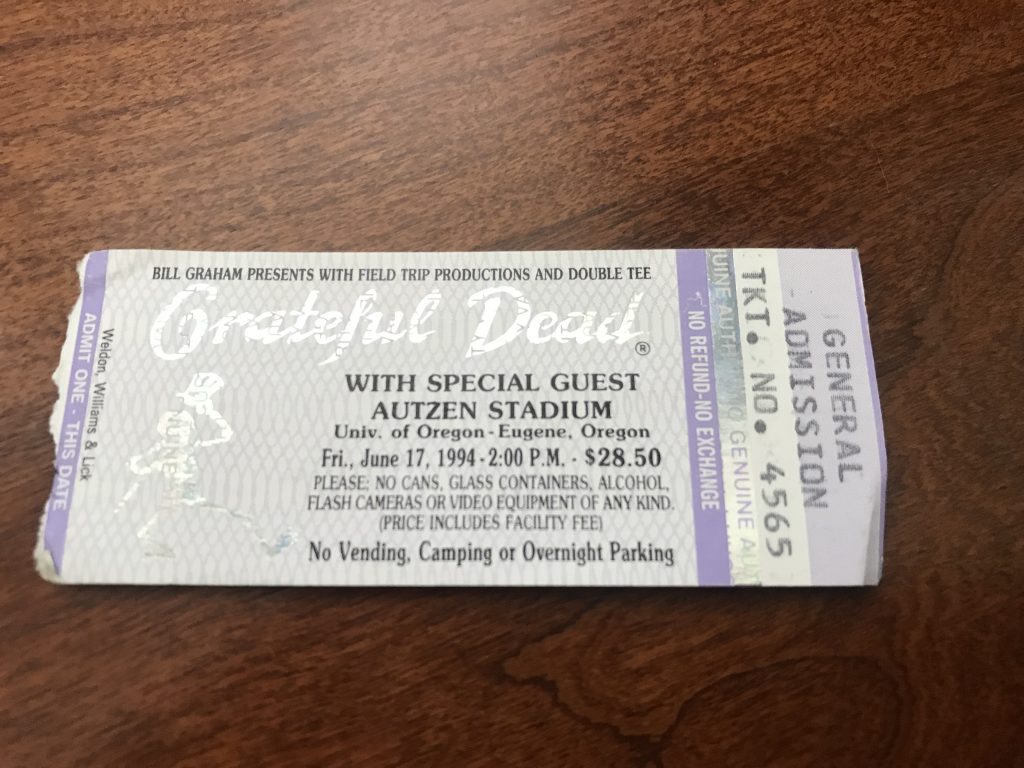 BILL GRAHAM PRESENTS WITH FIELD TRIP PRODUCTIONS AND DOUBLE TEE
Grateful Dead®
WITH SPECIAL GUEST
AUTZEN STADIUM
Univ. of Oregon - Eugene, Oregon
Fri., June 17, 1994 - 2:00 P.M. - $28.50
PLEASE: NO CANS, GLASS CONTAINERS, ALCOHOL,
FLASH CAMERAS OR VIDEO EQUIPMENT OF ANY KIND.
(PRICE INCLUDES FACILITY FEE)
No Vending, Camping or Overnight Parking
ADMIT ONE - THIS DATE
Weldon, Williams & Lick
NO REFUND-NO EXCHANGE
GENUINE
TKT. NO. 4565
- ADMISSION
GENERAL